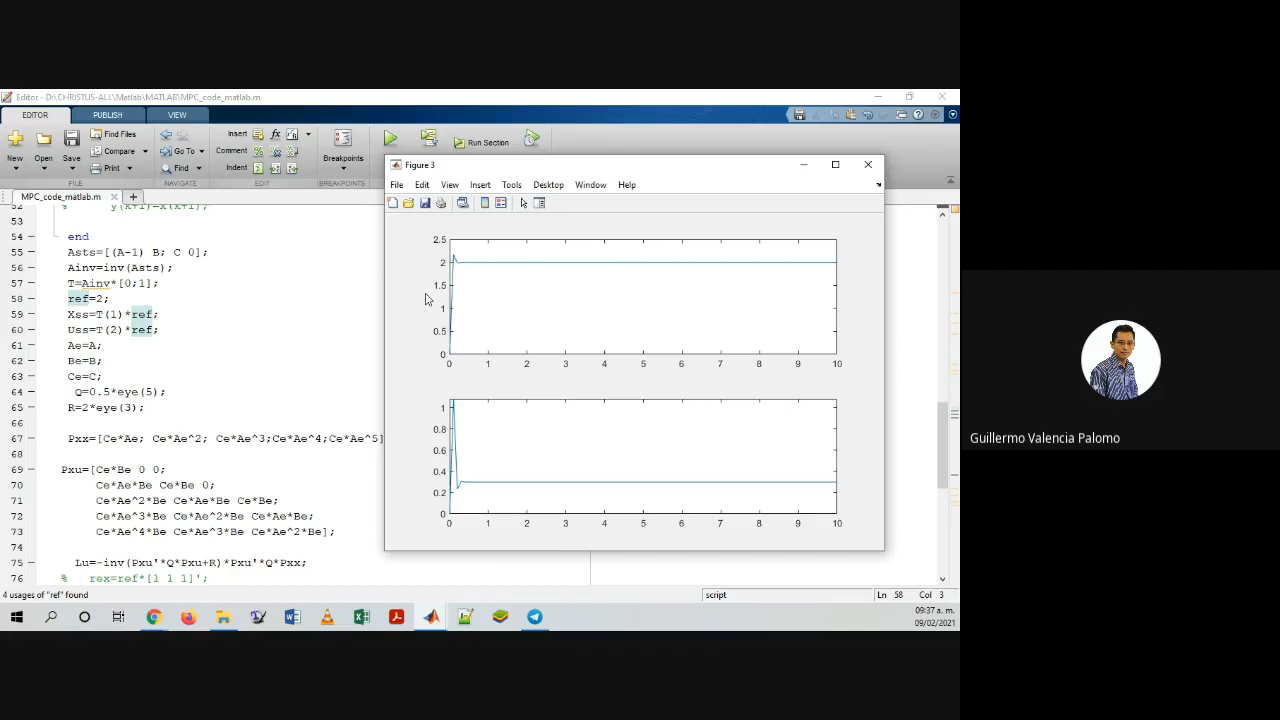 Editor - D:\CHRISTUS-ALL\Matlab\MATLAB\MPC_code_matlab.m
EDITOR PUBLISH VIEW
New Open Save Find Files Compare Print
Go To Find
Insert fx
Comment %
Indent
Breakpoints
Run Section
FILE NAVIGATE EDIT BREAKPOINTS
MPC_code_matlab.m
52 % y(k+1)=x(k+1);
53
54 end
55 Asts=[(A-1) B; C 0];
56 Ainv=inv(Asts);
57 T=Ainv*[0;1];
58 ref=2;
59 Xss=T(1)*ref;
60 Uss=T(2)*ref;
61 Ae=A;
62 Be=B;
63 Ce=C;
64 Q=0.5*eye(5);
65 R=2*eye(3);
66
67 Pxx=[Ce*Ae; Ce*Ae^2; Ce*Ae^3;Ce*Ae^4;Ce*Ae^5]
68
69 Pxu=[Ce*Be 0 0;
70 Ce*Ae*Be Ce*Be 0;
71 Ce*Ae^2*Be Ce*Ae*Be Ce*Be;
72 Ce*Ae^3*Be Ce*Ae^2*Be Ce*Ae*Be;
73 Ce*Ae^4*Be Ce*Ae^3*Be Ce*Ae^2*Be];
74
75 Lu=-inv(Pxu'*Q*Pxu+R)*Pxu'*Q*Pxx;
76 % rex=ref*[1 1 1]';
Figure 3
File Edit View Insert Tools Desktop Window Help
2.5
2
1.5
1
0.5
0
0 1 2 3 4 5 6 7 8 9 10
1
0.8
0.6
0.4
0.2
0
0 1 2 3 4 5 6 7 8 9 10
4 usages of "ref" found
script
Ln 58 Col 3
09:37 a. m.
09/02/2021
Guillermo Valencia Palomo